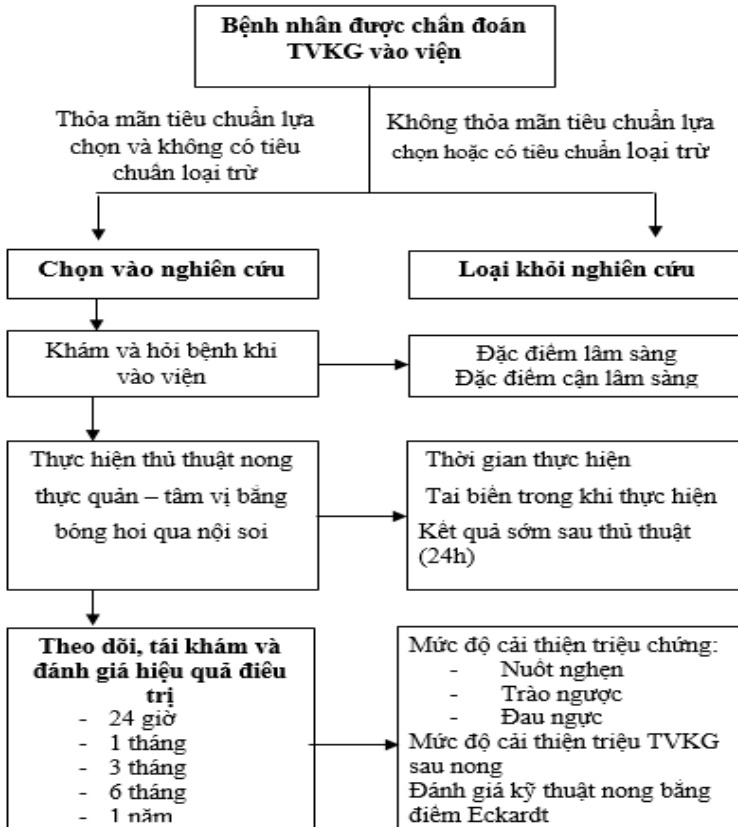 Bệnh nhân được chẩn đoán
TVKG vào viện
Thỏa mãn tiêu chuẩn lựa
chọn và không có tiêu
chuẩn loại trừ
Không thỏa mãn tiêu chuẩn lựa
chọn hoặc có tiêu chuẩn loại trừ
Chọn vào nghiên cứu
Loại khỏi nghiên cứu
Khám và hỏi bệnh khi
vào viện
Đặc điểm lâm sàng
Đặc điểm cận lâm sàng
Thực hiện thủ thuật nong
thực quản – tâm vị bằng
bóng hoi qua nội soi
Thời gian thực hiện
Tai biến trong khi thực hiện
Kết quả sớm sau thủ thuật
(24h)
Theo dõi, tái khám và
đánh giá hiệu quả điều
trị
- 24 giờ
- 1 tháng
- 3 tháng
- 6 tháng
- 1 năm
Mức độ cải thiện triệu chứng:
- Nuốt nghẹn
- Trào ngược
- Đau ngực
Mức độ cải thiện triệu TVKG
sau nong
Đánh giá kỹ thuật nong bằng
điểm Eckardt